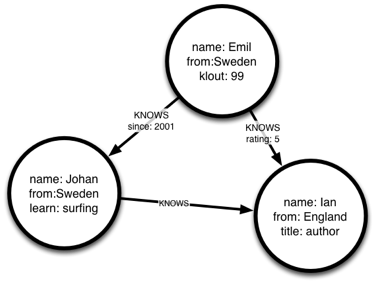 name: Emil
from:Sweden
klout: 99
KNOWS
since: 2001
KNOWS
rating: 5
name: Johan
from:Sweden
learn: surfing
KNOWS
name: Ian
from: England
title: author